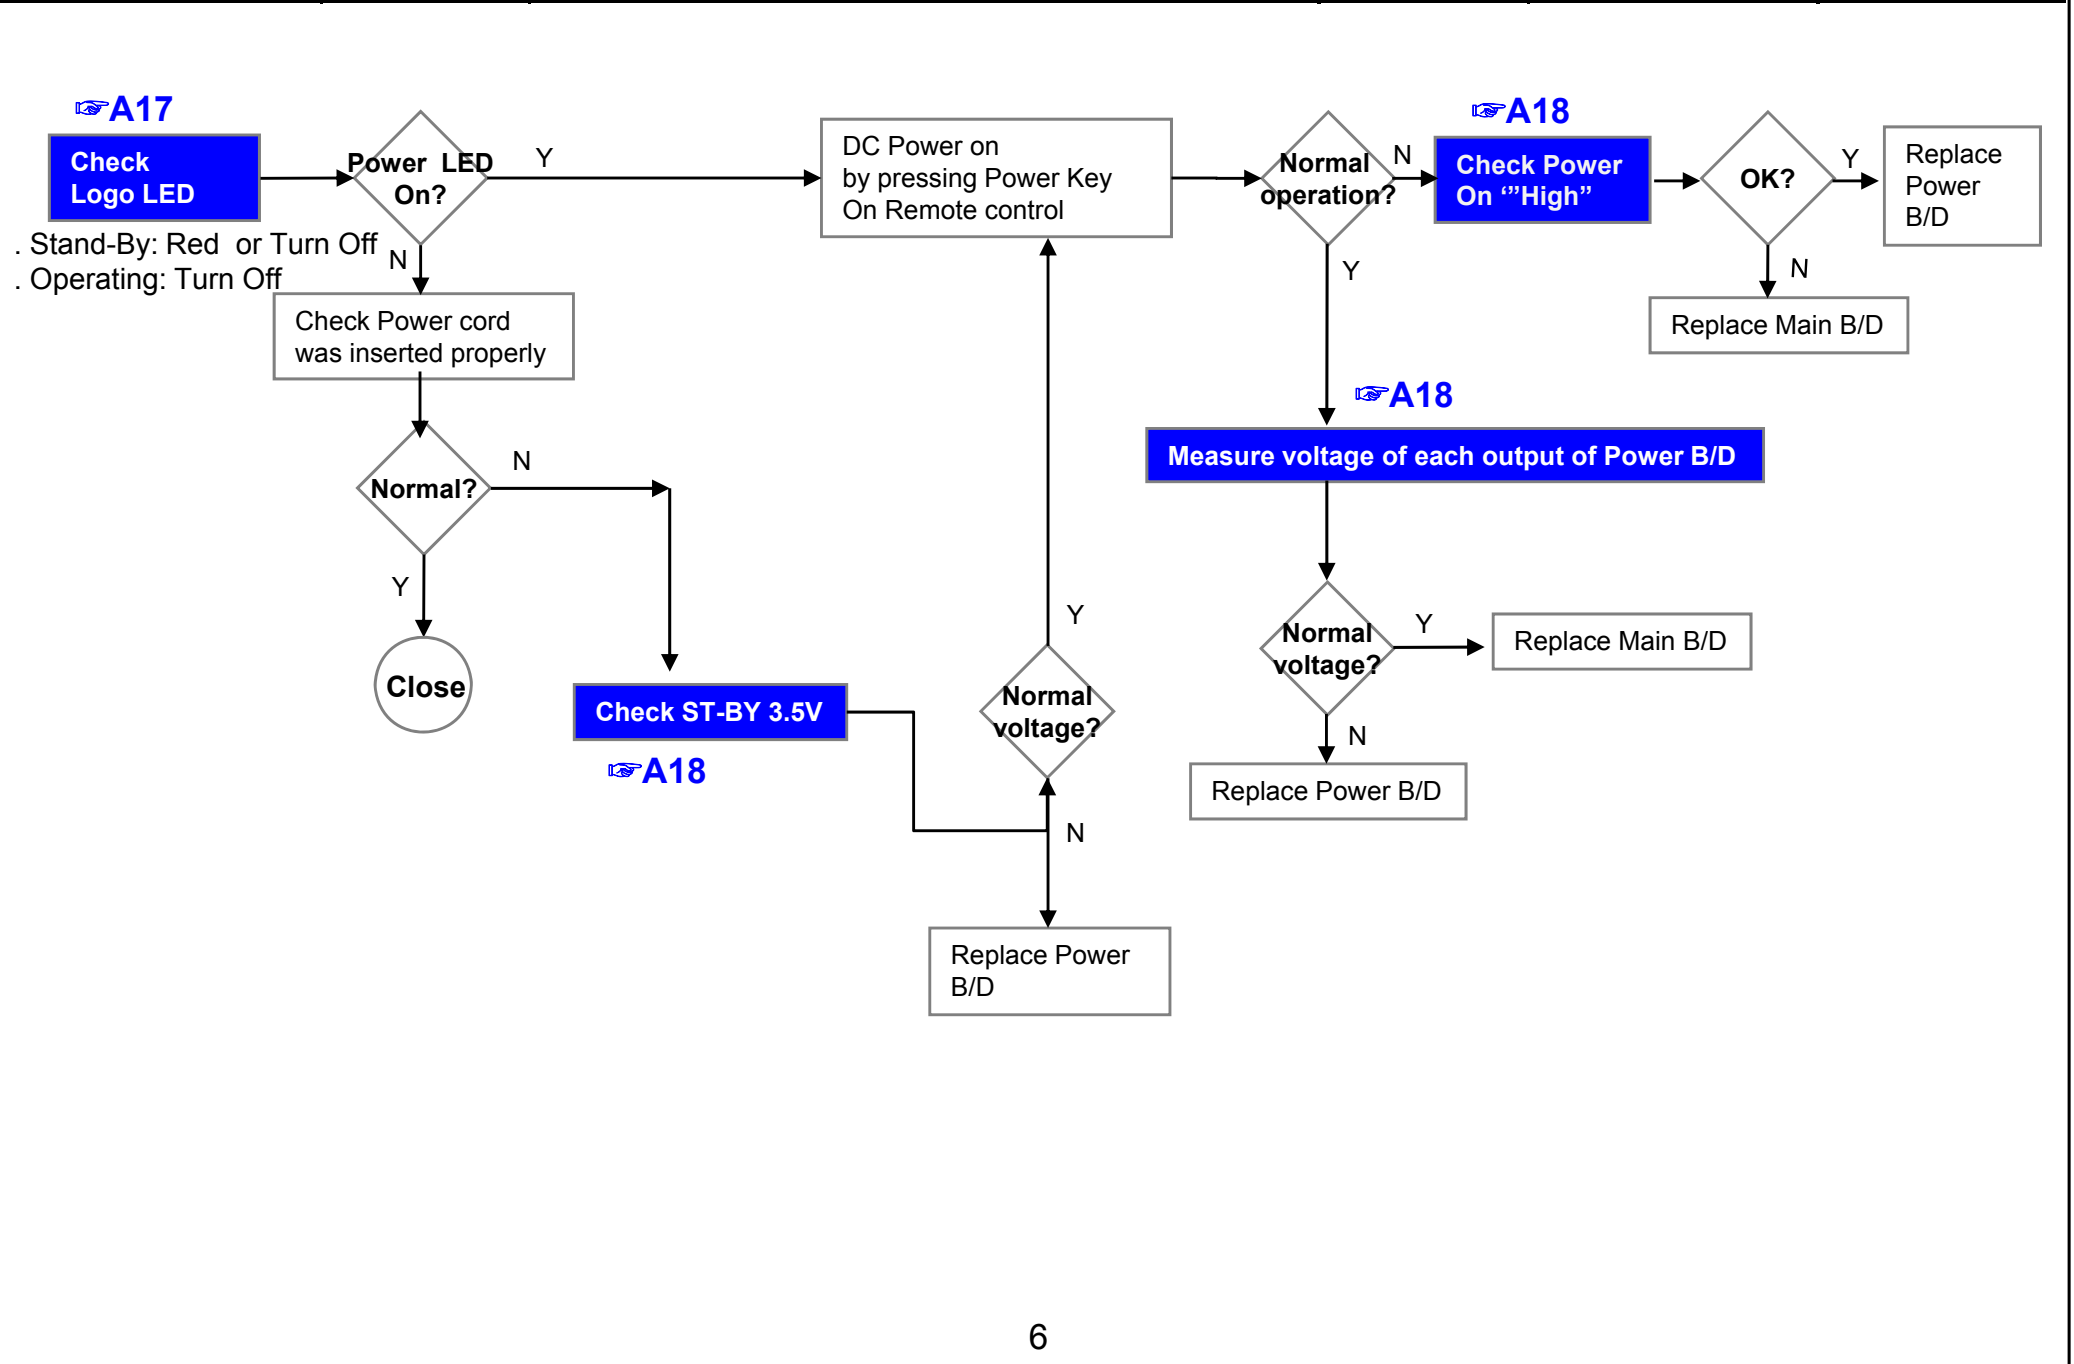 ☞A17
Check
Logo LED
. Stand-By: Red or Turn Off
. Operating: Turn Off
Power LED
On?
Y
N
Check Power cord
was inserted properly
Normal?
N
Y
Close
Check ST-BY 3.5V
☞A18
DC Power on
by pressing Power Key
On Remote control
Y
Normal
voltage?
N
Replace Power
B/D
Normal
operation?
N
Y
☞A18
Check Power
On ‘”High”
OK?
Y
Replace
Power
B/D
N
Replace Main B/D
☞A18
Measure voltage of each output of Power B/D
Normal
voltage?
Y
Replace Main B/D
N
Replace Power B/D
6